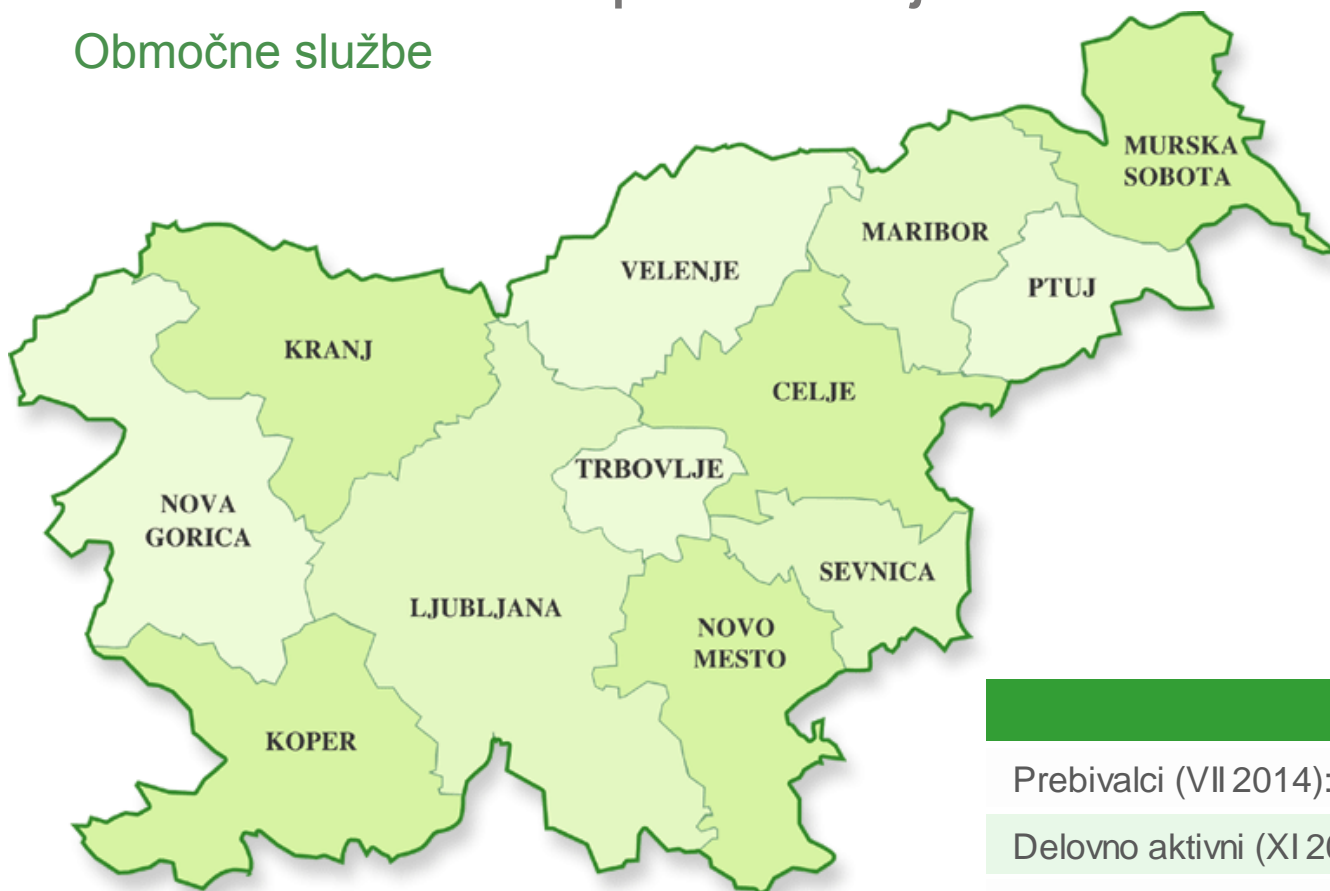 Območne službe
MURSKA
SOBOTA
MARIBOR
VELENJE
PTUJ
KRANJ
CELJE
TRBOVLJE
NOVA
GORICA
SEVNICA
LJUBLJANA
NOVO
MESTO
KOPER
Prebivalci (VII 2014):
Delovno aktivni (XI